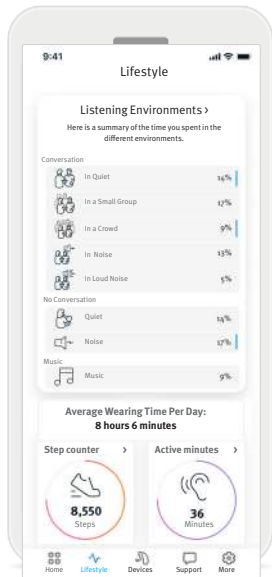 9:41
Lifestyle
Listening Environments ›
Here is a summary of the time you spent in the
different environments.
Conversation
In Quiet 14%
In a Small Group 17%
In a Crowd 9%
In Noise 13%
In Loud Noise 5%
No Conversation
Quiet 14%
Noise 17%
Music
Music 9%
Average Wearing Time Per Day:
8 hours 6 minutes
Step counter › Active minutes ›
8,550 36
Steps Minutes
Home Lifestyle Devices Support More